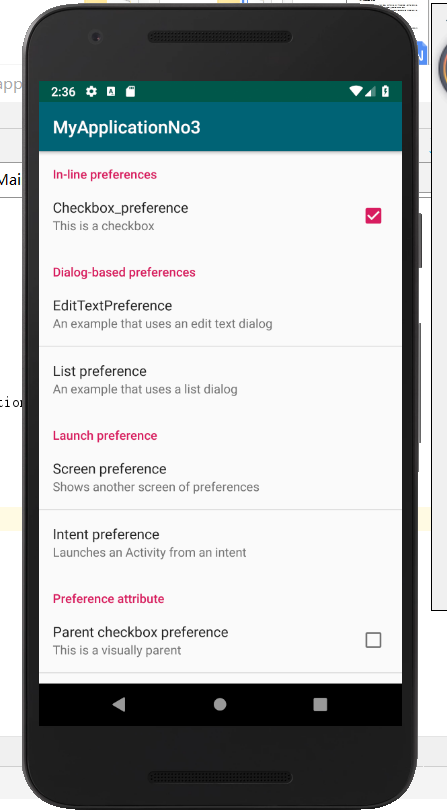 app
2:36
MyApplicationNo3
Mai
In-line preferences
Checkbox_preference
This is a checkbox
Dialog-based preferences
EditTextPreference
An example that uses an edit text dialog
List preference
An example that uses a list dialog
tion
Launch preference
Screen preference
Shows another screen of preferences
Intent preference
Launches an Activity from an intent
Preference attribute
Parent checkbox preference
This is a visually parent